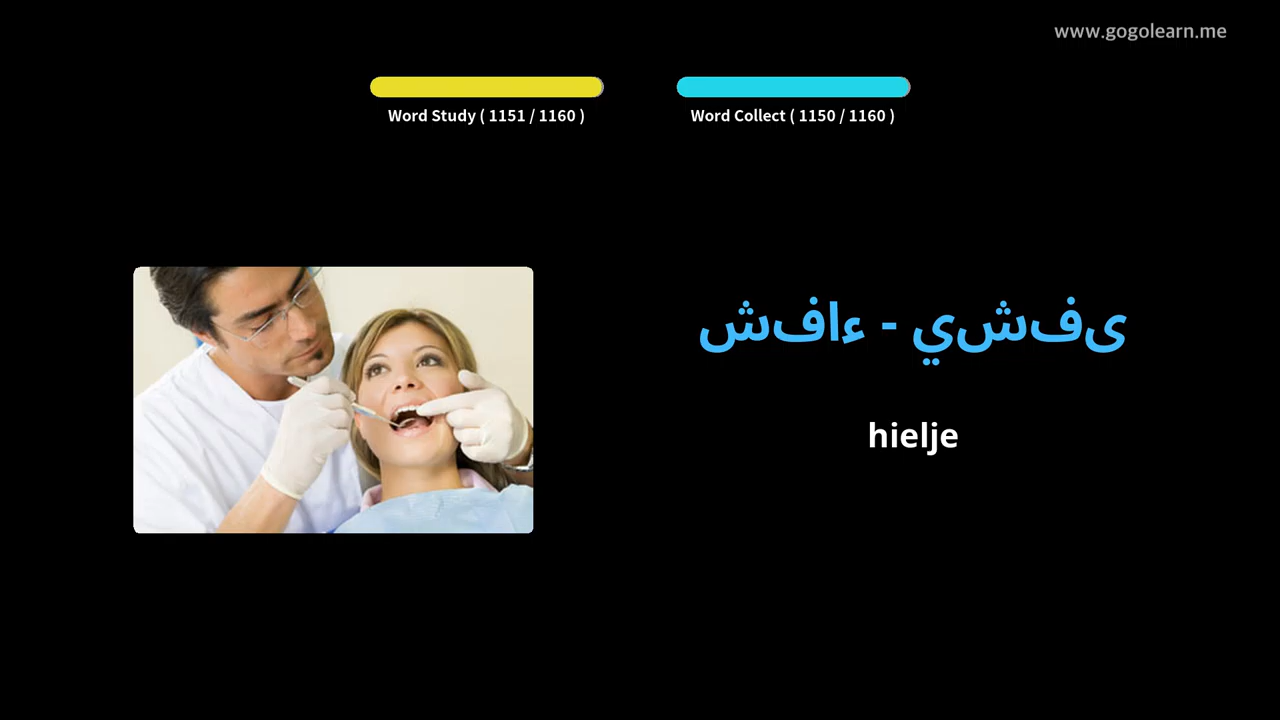 www.gogolearn.me
Word Study ( 1151 / 1160 )
Word Collect ( 1150 / 1160 )
ىفشي - ءافش
hielje